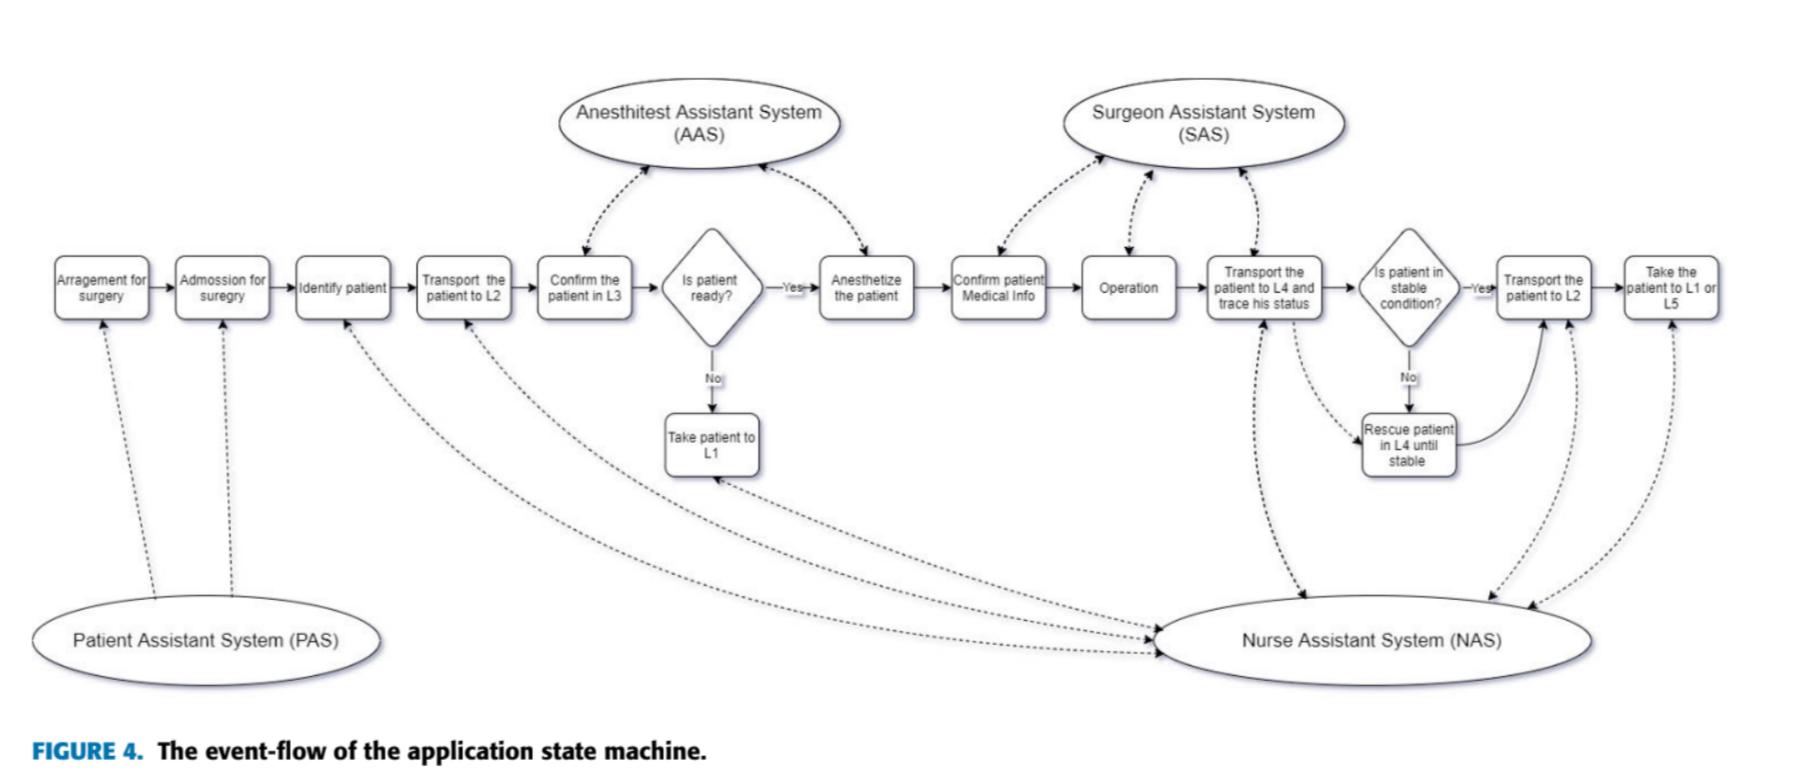 Anesthitest Assistant System
(AAS)
Surgeon Assistant System
(SAS)
Arragement for
surgery
Admossion for
suregry
Identify patient
Transport the
patient to L2
Confirm the
patient in L3
Is patient
ready?
Yes
Anesthetize
the patient
Confirm patient
Medical Info
Operation
Transport the
patient to L4 and
trace his status
Is patient in
stable
condition?
Yes
Transport the
patient to L2
Take the
patient to L1 or
L5
No
No
Take patient to
L1
Rescue patient
in L4 until
stable
Patient Assistant System (PAS)
Nurse Assistant System (NAS)
FIGURE 4. The event-flow of the application state machine.